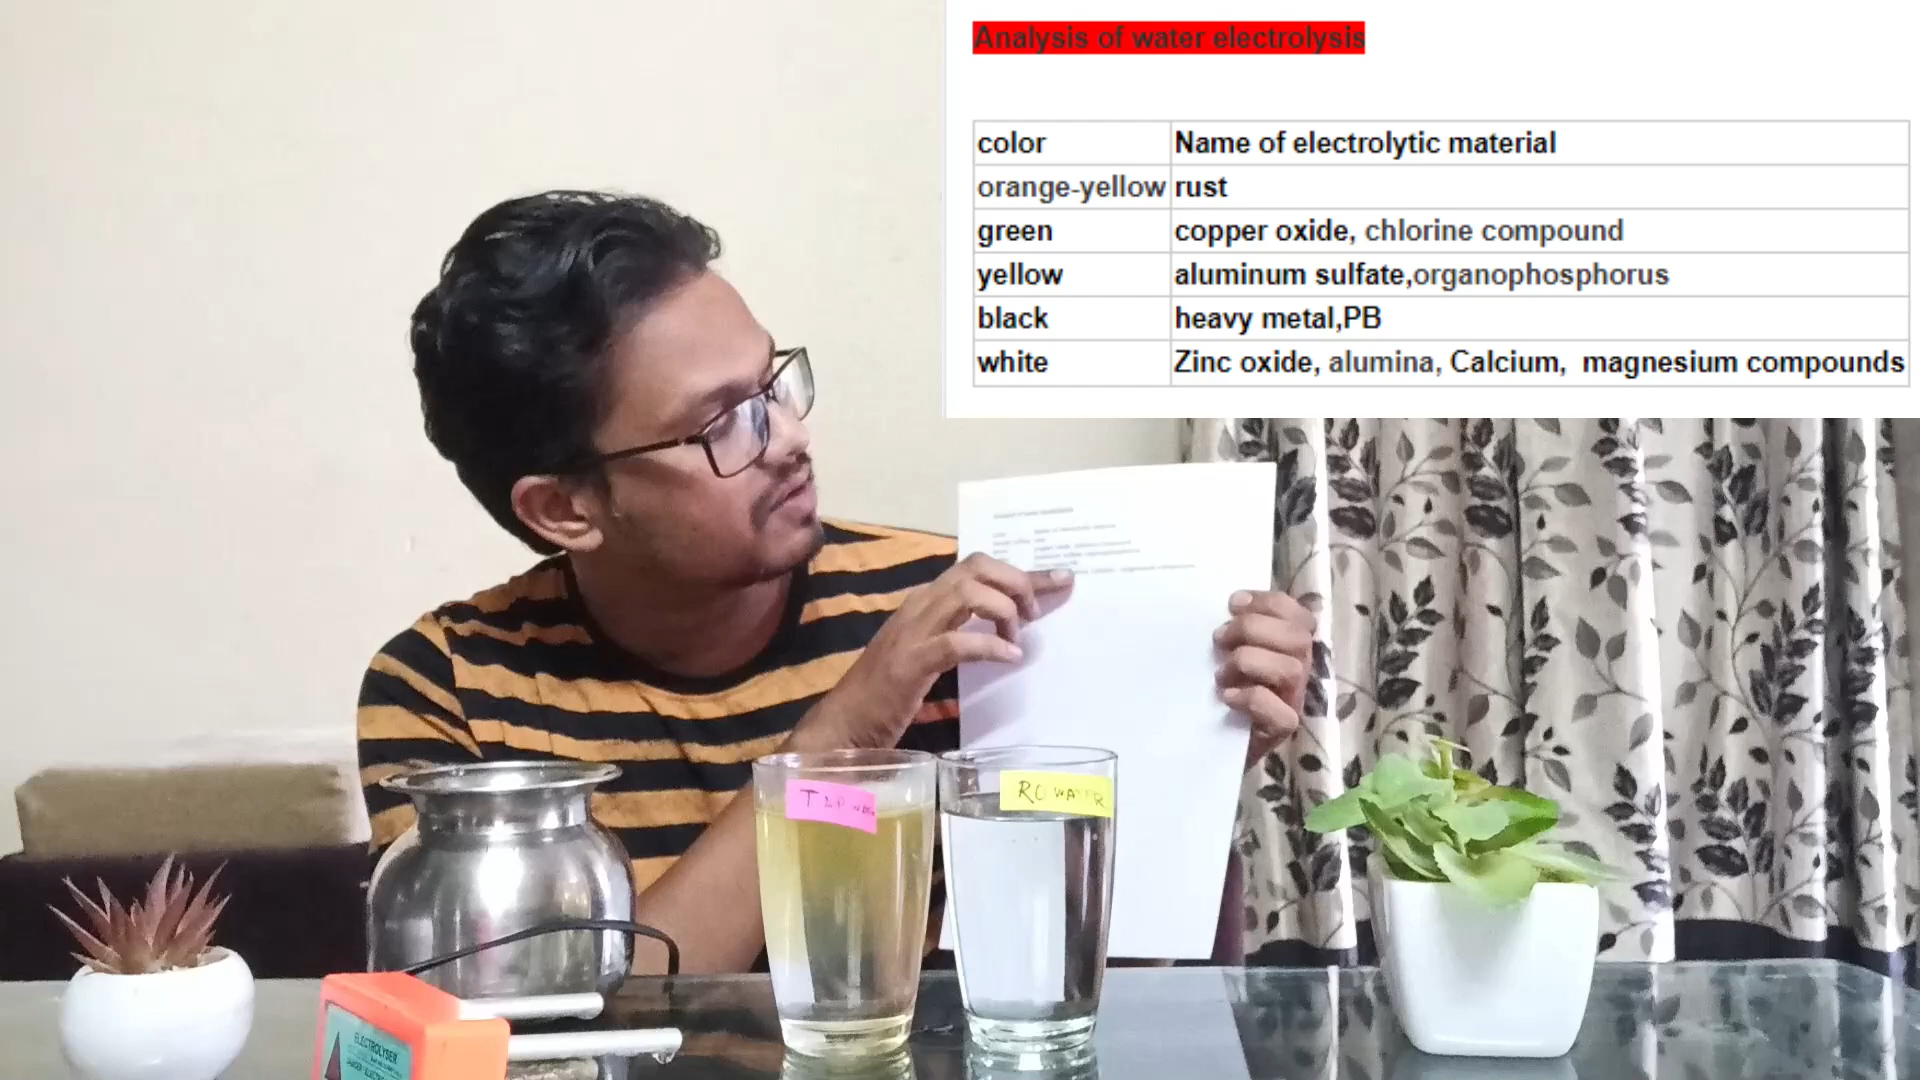 Analysis of water electrolysis
color Name of electrolytic material
orange-yellow rust
green copper oxide, chlorine compound
yellow aluminum sulfate,organophosphorus
black heavy metal,PB
white Zinc oxide, alumina, Calcium, magnesium compounds
RO WATER
ELECTROLYSER